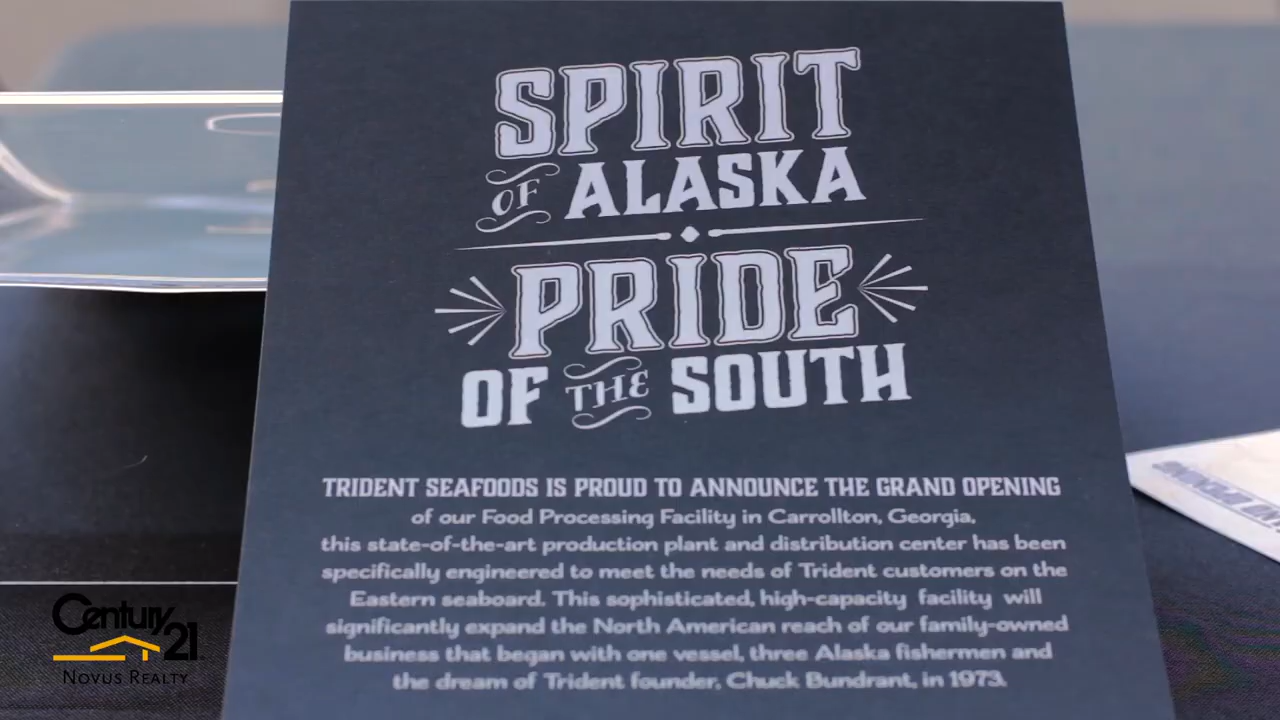 SPIRIT
OF ALASKA
PRIDE
OF THE SOUTH
TRIDENT SEAFOODS IS PROUD TO ANNOUNCE THE GRAND OPENING
of our Food Processing Facility in Carrollton, Georgia,
this state-of-the-art production plant and distribution center has been
specifically engineered to meet the needs of Trident customers on the
Eastern seaboard. This sophisticated, high-capacity facility will
significantly expand the North American reach of our family-owned
business that began with one vessel, three Alaska fishermen and
the dream of Trident founder, Chuck Bundrant, in 1973.
Century 21
NOVUS REALTY